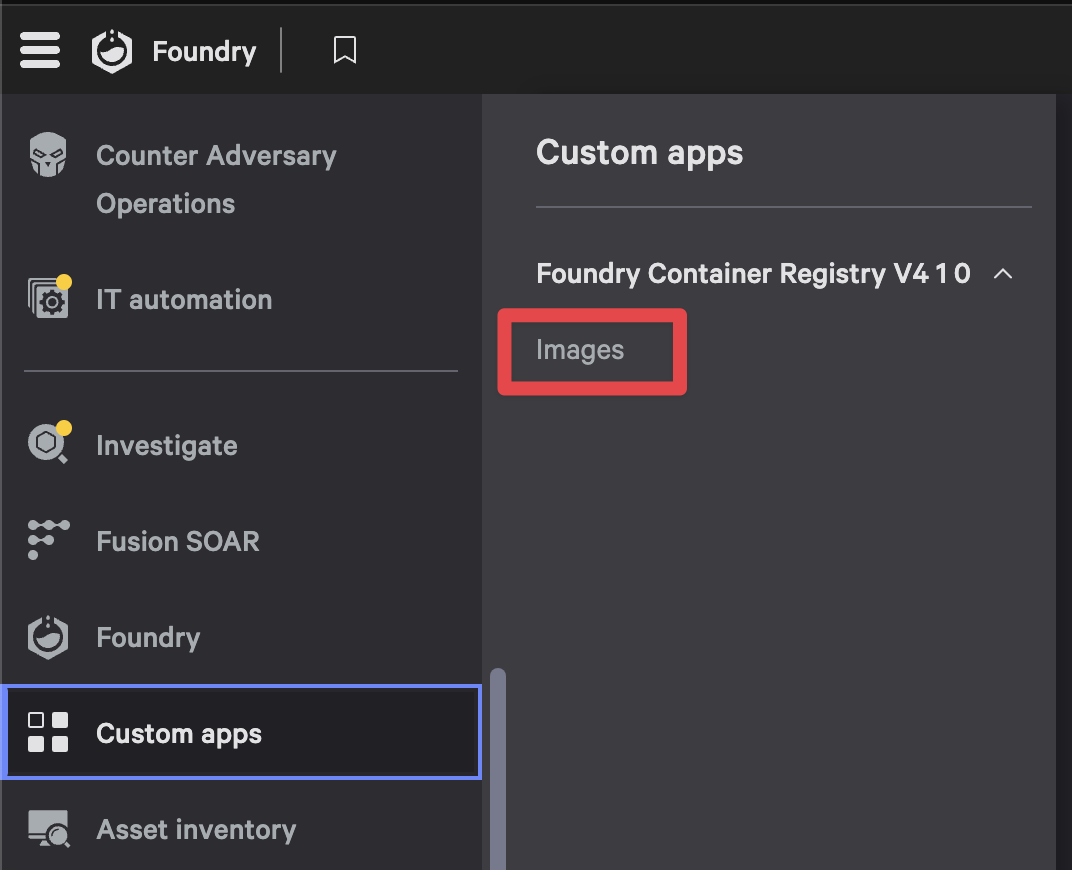 Foundry
Counter Adversary
Operations
IT automation
Investigate
Fusion SOAR
Foundry
Custom apps
Asset inventory
Custom apps
Foundry Container Registry V4 1 0
Images